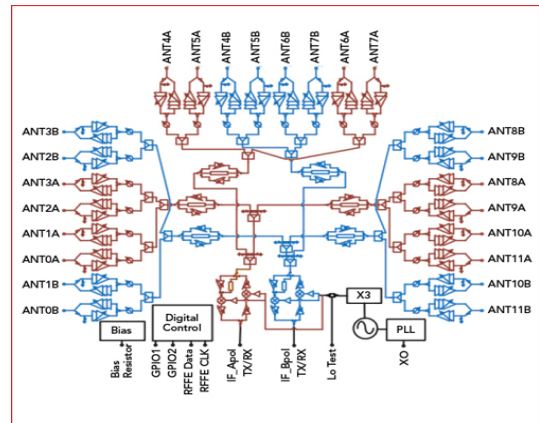 ANT4A
ANT5A
ANT4B
ANT5B
ANT6B
ANT7B
ANT6A
ANT7A
ANT3B
ANT2B
ANT3A
ANT2A
ANT1A
ANT0A
ANT1B
ANT0B
ANT8B
ANT9B
ANT8A
ANT9A
ANT10A
ANT11A
ANT10B
ANT11B
Bias
Digital
Control
X3
PLL
Bias
Resistor
GPIO1
GPIO2
RFFE Data
RFFE CLK
IF_Apol
TX/RX
IF_Bpol
TX/RX
Lo Test
XO